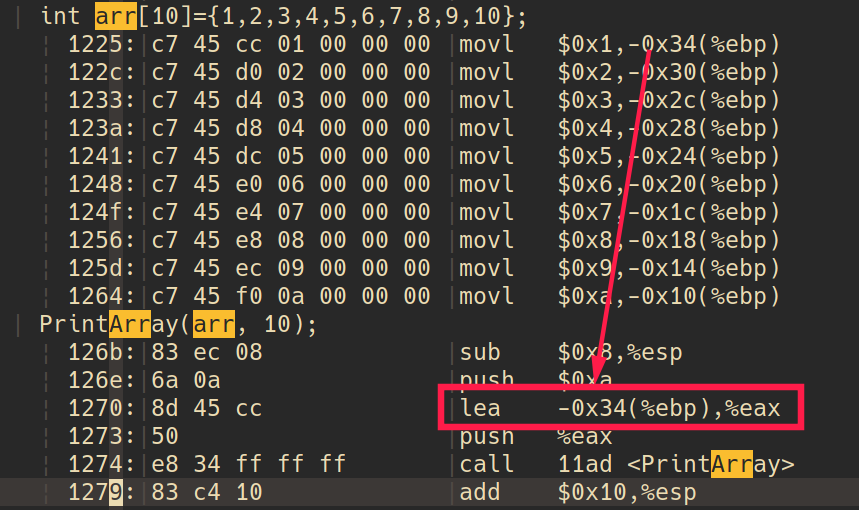 int arr[10]={1,2,3,4,5,6,7,8,9,10};
1225: c7 45 cc 01 00 00 00 movl $0x1,-0x34(%ebp)
122c: c7 45 d0 02 00 00 00 movl $0x2,-0x30(%ebp)
1233: c7 45 d4 03 00 00 00 movl $0x3,-0x2c(%ebp)
123a: c7 45 d8 04 00 00 00 movl $0x4,-0x28(%ebp)
1241: c7 45 dc 05 00 00 00 movl $0x5,-0x24(%ebp)
1248: c7 45 e0 06 00 00 00 movl $0x6,-0x20(%ebp)
124f: c7 45 e4 07 00 00 00 movl $0x7,-0x1c(%ebp)
1256: c7 45 e8 08 00 00 00 movl $0x8,-0x18(%ebp)
125d: c7 45 ec 09 00 00 00 movl $0x9,-0x14(%ebp)
1264: c7 45 f0 0a 00 00 00 movl $0xa,-0x10(%ebp)
PrintArray(arr, 10);
126b: 83 ec 08 sub $0x8,%esp
126e: 6a 0a push $0xa
1270: 8d 45 cc lea -0x34(%ebp),%eax
1273: 50 push %eax
1274: e8 34 ff ff ff call 11ad <PrintArray>
1279: 83 c4 10 add $0x10,%esp